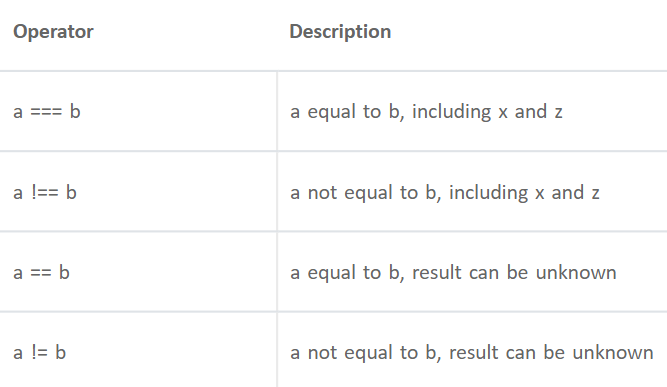 Operator Description
a === b a equal to b, including x and z
a !== b a not equal to b, including x and z
a == b a equal to b, result can be unknown
a != b a not equal to b, result can be unknown